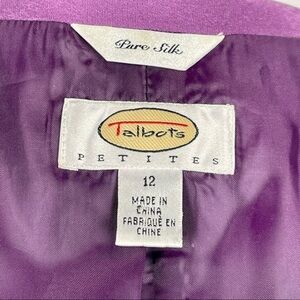 Pure Silk
Talbots
PETITES
12
MADE IN
CHINA
FABRIQUÉ EN
CHINE